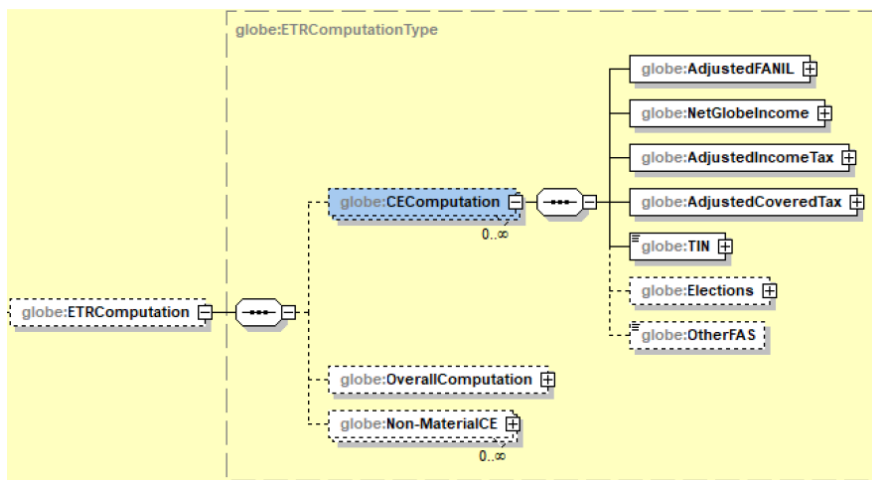 globe:ETRComputationType
globe:AdjustedFANIL
globe:NetGlobeIncome
globe:AdjustedIncomeTax
globe:CEComputation
0..∞
globe:AdjustedCoveredTax
globe:TIN
globe:Elections
globe:ETRComputation
globe:OtherFAS
globe:OverallComputation
globe:Non-MaterialCE
0..∞